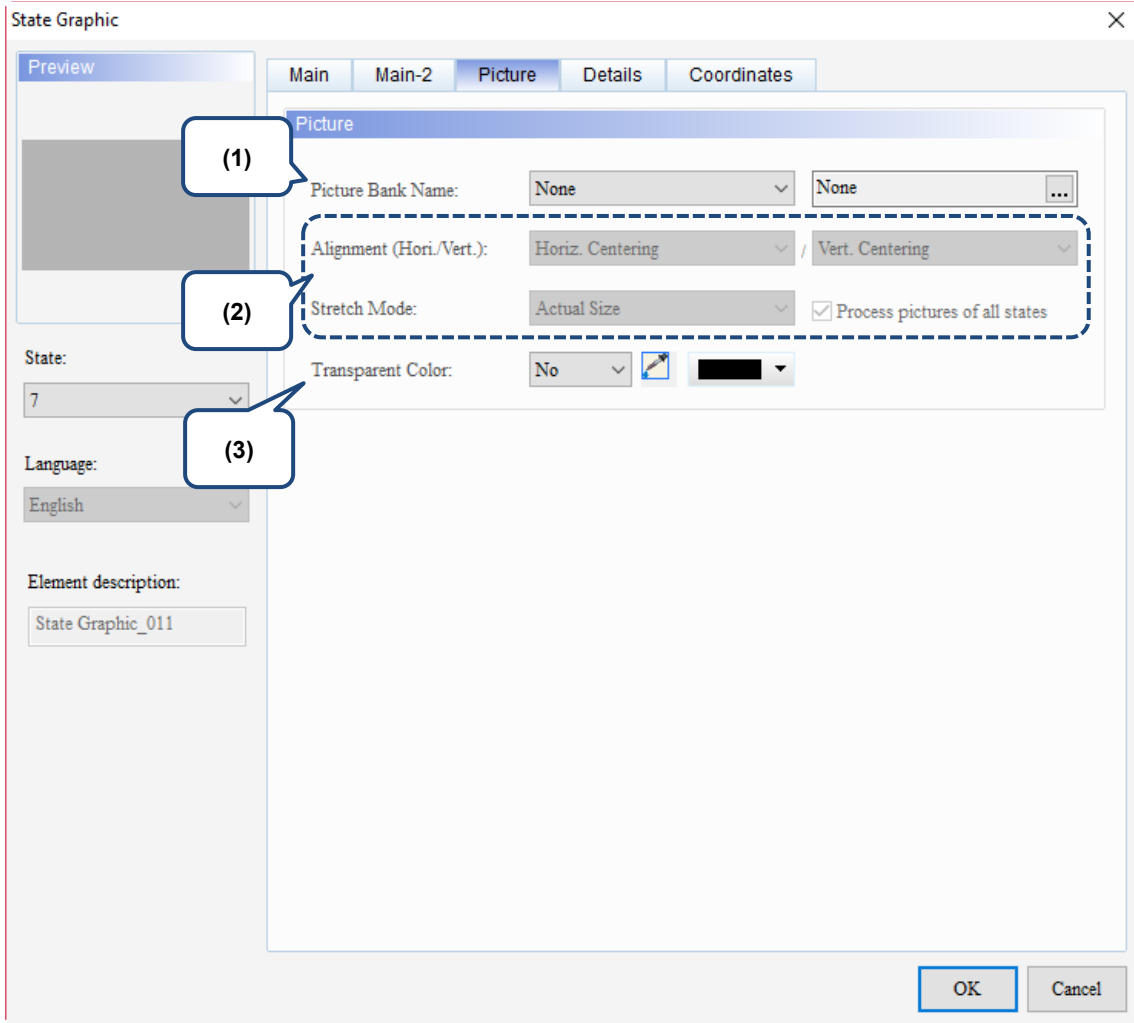 State Graphic
Preview
Main Main-2 Picture Details Coordinates
Picture
(1)
Picture Bank Name: None None ...
Alignment (Hori./Vert.): Horiz. Centering / Vert. Centering
(2)
Stretch Mode: Actual Size Process pictures of all states
State:
Transparent Color: No
7
(3)
Language:
English
Element description:
State Graphic_011
OK Cancel